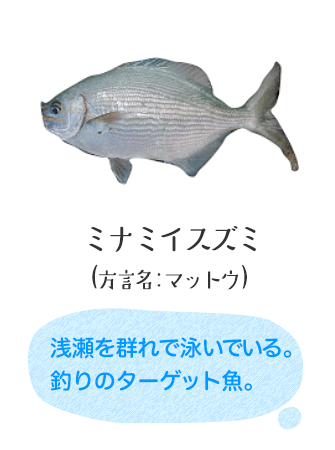 ミナミイスズミ
(方言名：マットウ)
浅瀬を群れで泳いでいる。
釣りのターゲット魚。